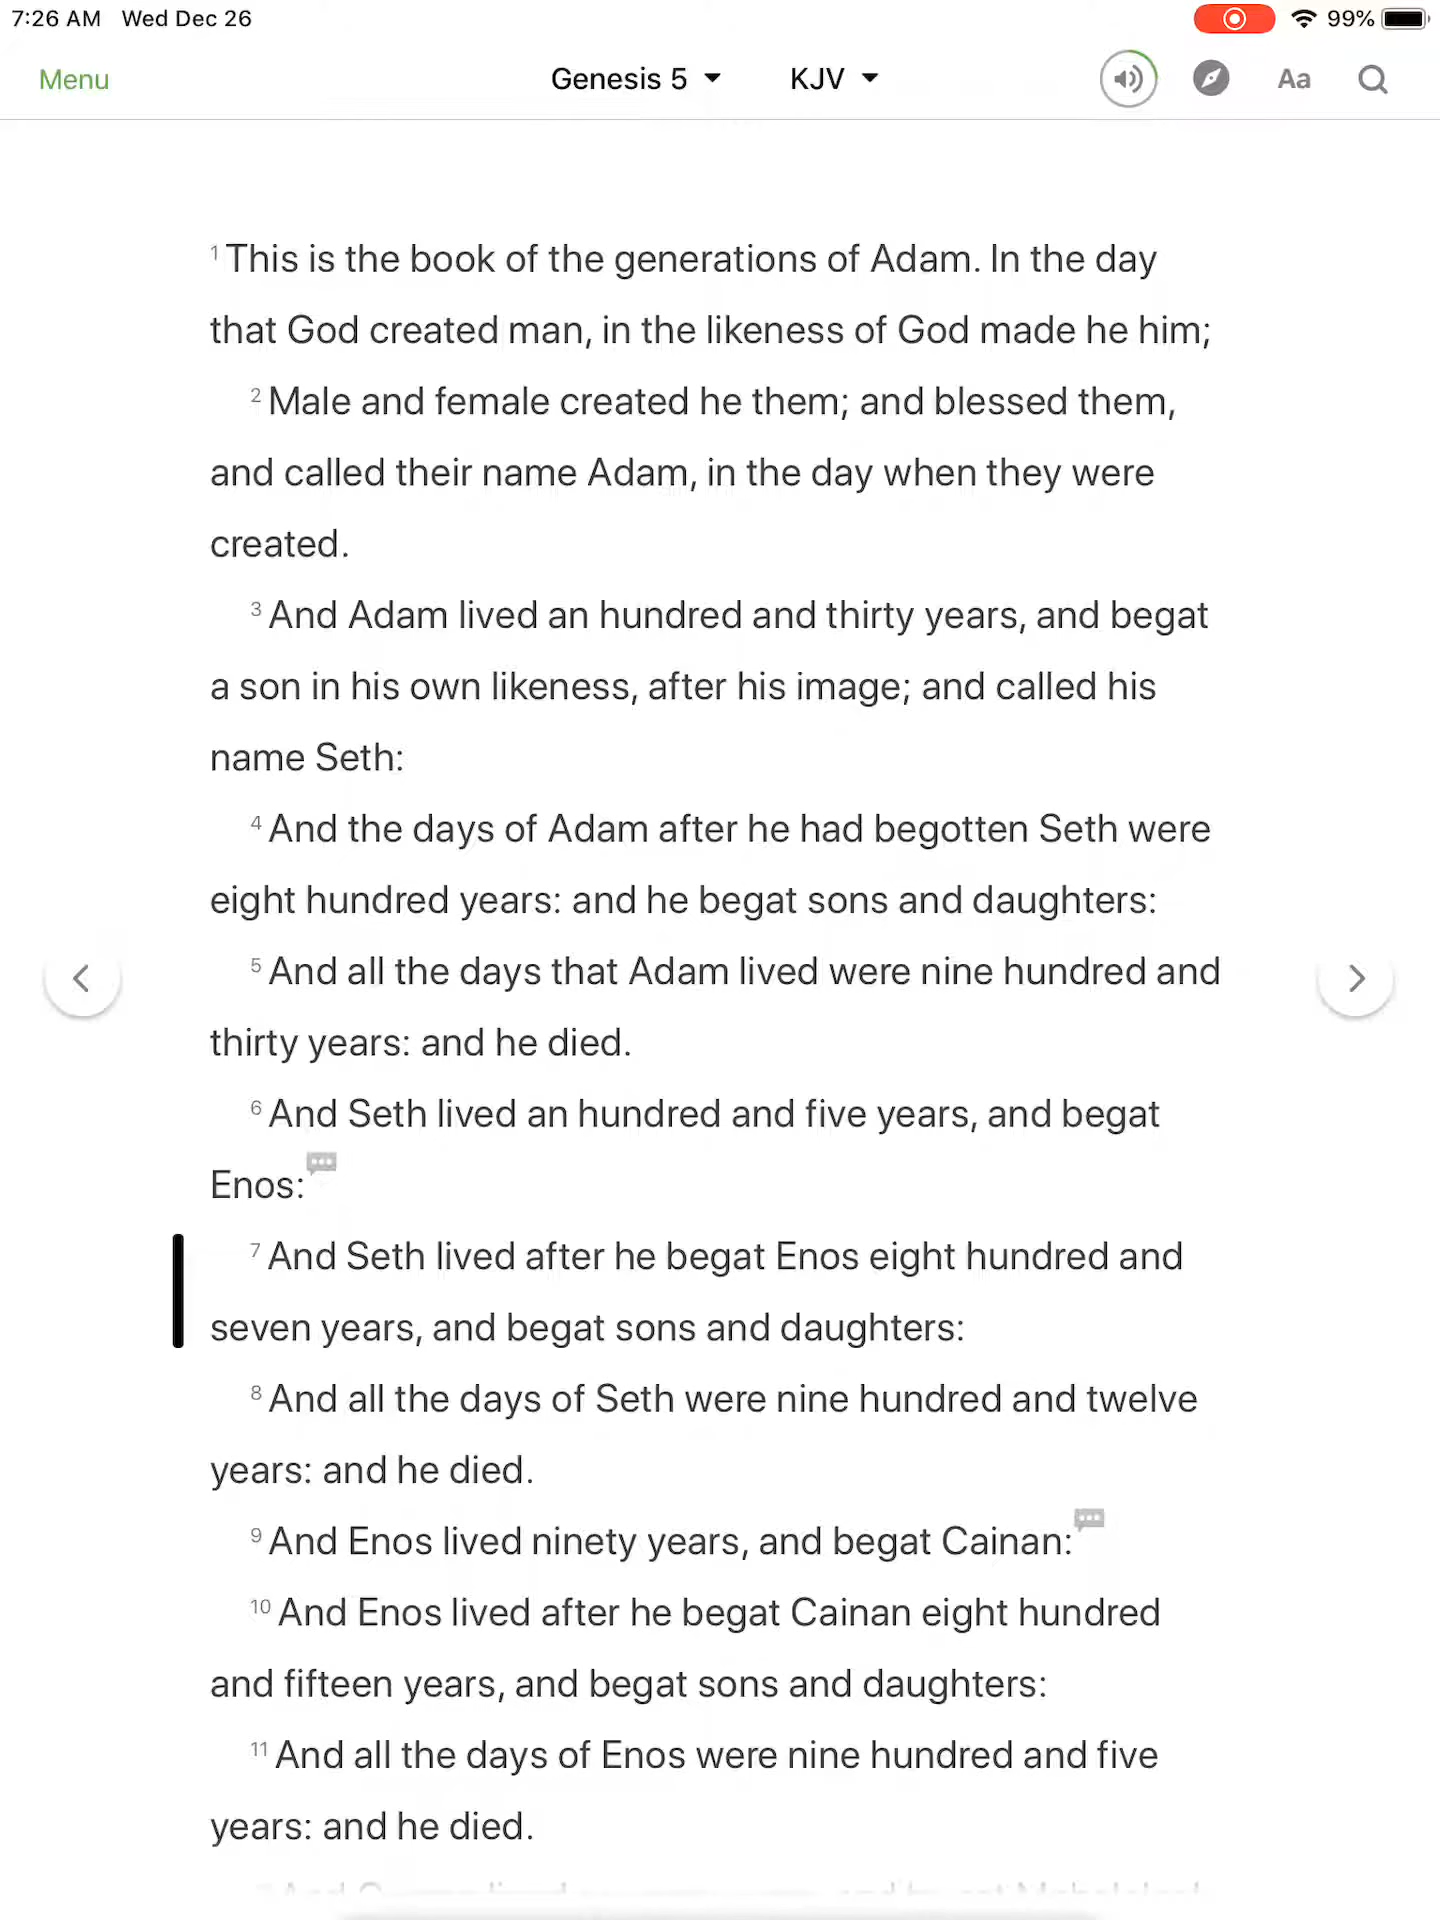 7:26 AM Wed Dec 26 99%
Menu Genesis 5 KJV Aa
1 This is the book of the generations of Adam. In the day
that God created man, in the likeness of God made he him;
2 Male and female created he them; and blessed them,
and called their name Adam, in the day when they were
created.
3 And Adam lived an hundred and thirty years, and begat
a son in his own likeness, after his image; and called his
name Seth:
4 And the days of Adam after he had begotten Seth were
eight hundred years: and he begat sons and daughters:
5 And all the days that Adam lived were nine hundred and
thirty years: and he died.
6 And Seth lived an hundred and five years, and begat
Enos:
7 And Seth lived after he begat Enos eight hundred and
seven years, and begat sons and daughters:
8 And all the days of Seth were nine hundred and twelve
years: and he died.
9 And Enos lived ninety years, and begat Cainan:
10 And Enos lived after he begat Cainan eight hundred
and fifteen years, and begat sons and daughters:
11 And all the days of Enos were nine hundred and five
years: and he died.